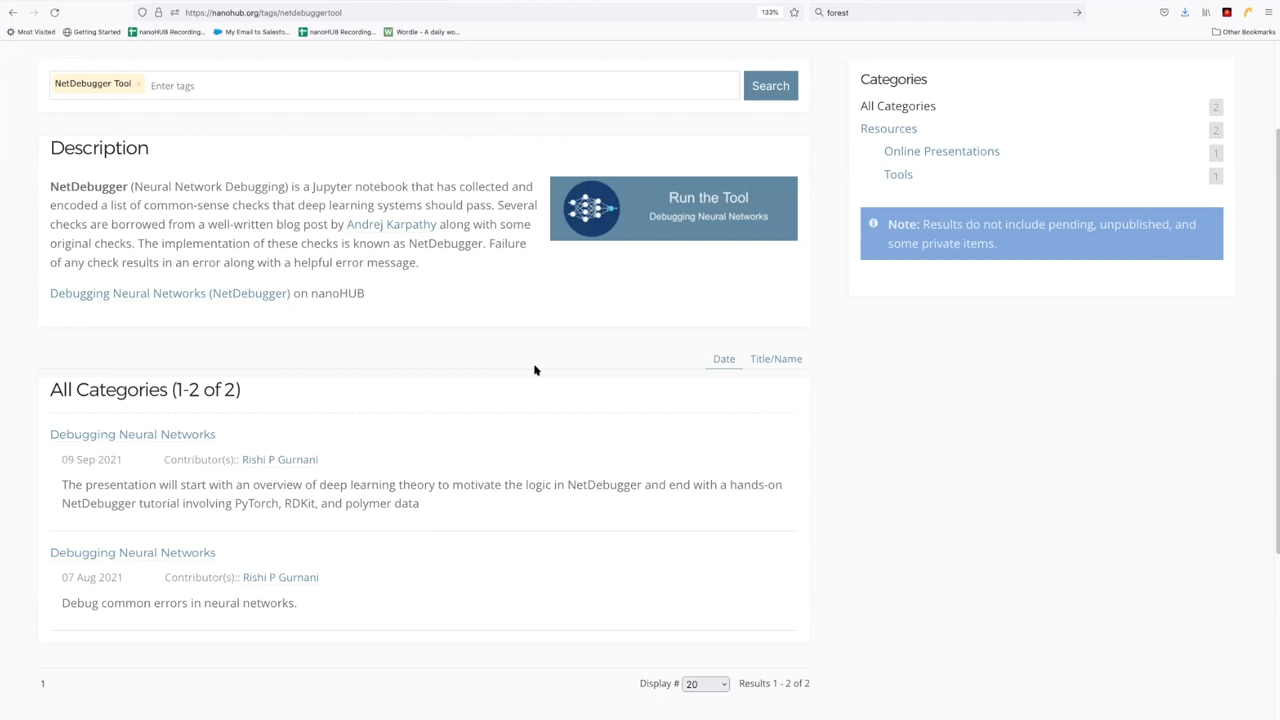 https://nanohub.org/tags/netdebuggertool
133%
forest
Most Visited
Getting Started
nanoHUB Recording...
My Email to Salesfo...
nanoHUB Recording...
Wordle - A daily wo...
Other Bookmarks
NetDebugger Tool ×
Enter tags
Search
Description
NetDebugger (Neural Network Debugging) is a Jupyter notebook that has collected and
encoded a list of common-sense checks that deep learning systems should pass. Several
checks are borrowed from a well-written blog post by Andrej Karpathy along with some
original checks. The implementation of these checks is known as NetDebugger. Failure
of any check results in an error along with a helpful error message.
Run the Tool
Debugging Neural Networks
Debugging Neural Networks (NetDebugger) on nanoHUB
Date
Title/Name
All Categories (1-2 of 2)
Debugging Neural Networks
09 Sep 2021
Contributor(s):: Rishi P Gurnani
The presentation will start with an overview of deep learning theory to motivate the logic in NetDebugger and end with a hands-on
NetDebugger tutorial involving PyTorch, RDKit, and polymer data
Debugging Neural Networks
07 Aug 2021
Contributor(s):: Rishi P Gurnani
Debug common errors in neural networks.
1
Display # 20
Results 1 - 2 of 2
Categories
All Categories 2
Resources 2
Online Presentations 1
Tools 1
Note: Results do not include pending, unpublished, and
some private items.